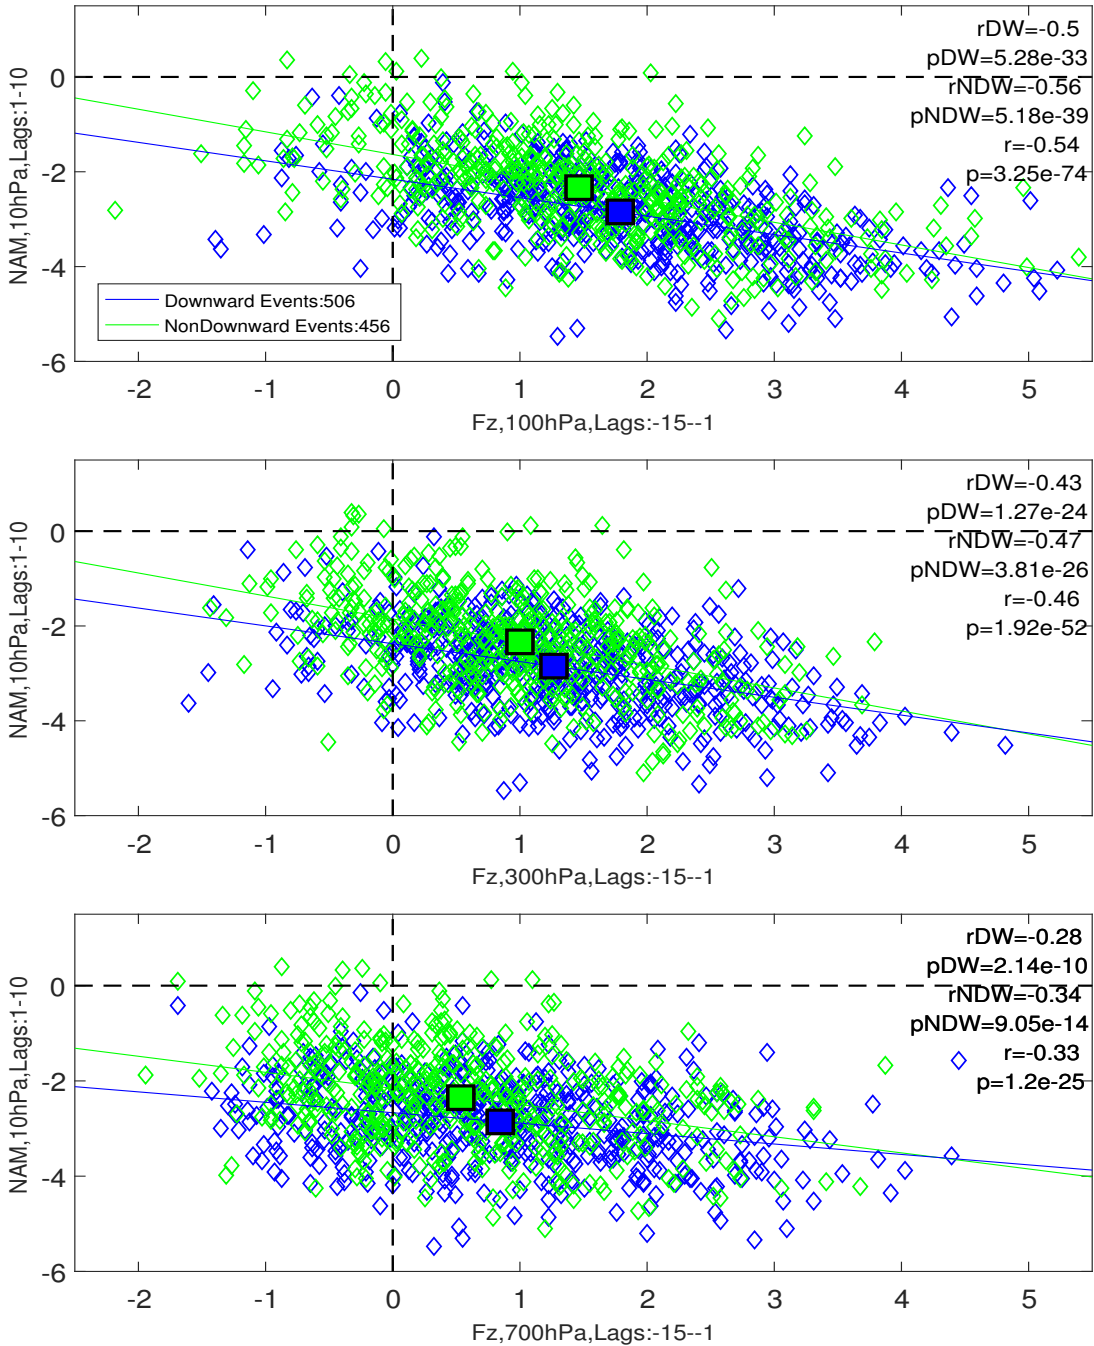 rDW=-0.5
pDW=5.28e-33
rNDW=-0.56
pNDW=5.18e-39
r=-0.54
p=3.25e-74
NAM,10hPa,Lags:1-10
0
-2
-4
-6
Downward Events:506
NonDownward Events:456
-2 -1 0 1 2 3 4 5
Fz,100hPa,Lags:-15--1
rDW=-0.43
pDW=1.27e-24
rNDW=-0.47
pNDW=3.81e-26
r=-0.46
p=1.92e-52
NAM,10hPa,Lags:1-10
0
-2
-4
-6
-2 -1 0 1 2 3 4 5
Fz,300hPa,Lags:-15--1
rDW=-0.28
pDW=2.14e-10
rNDW=-0.34
pNDW=9.05e-14
r=-0.33
p=1.2e-25
NAM,10hPa,Lags:1-10
0
-2
-4
-6
-2 -1 0 1 2 3 4 5
Fz,700hPa,Lags:-15--1